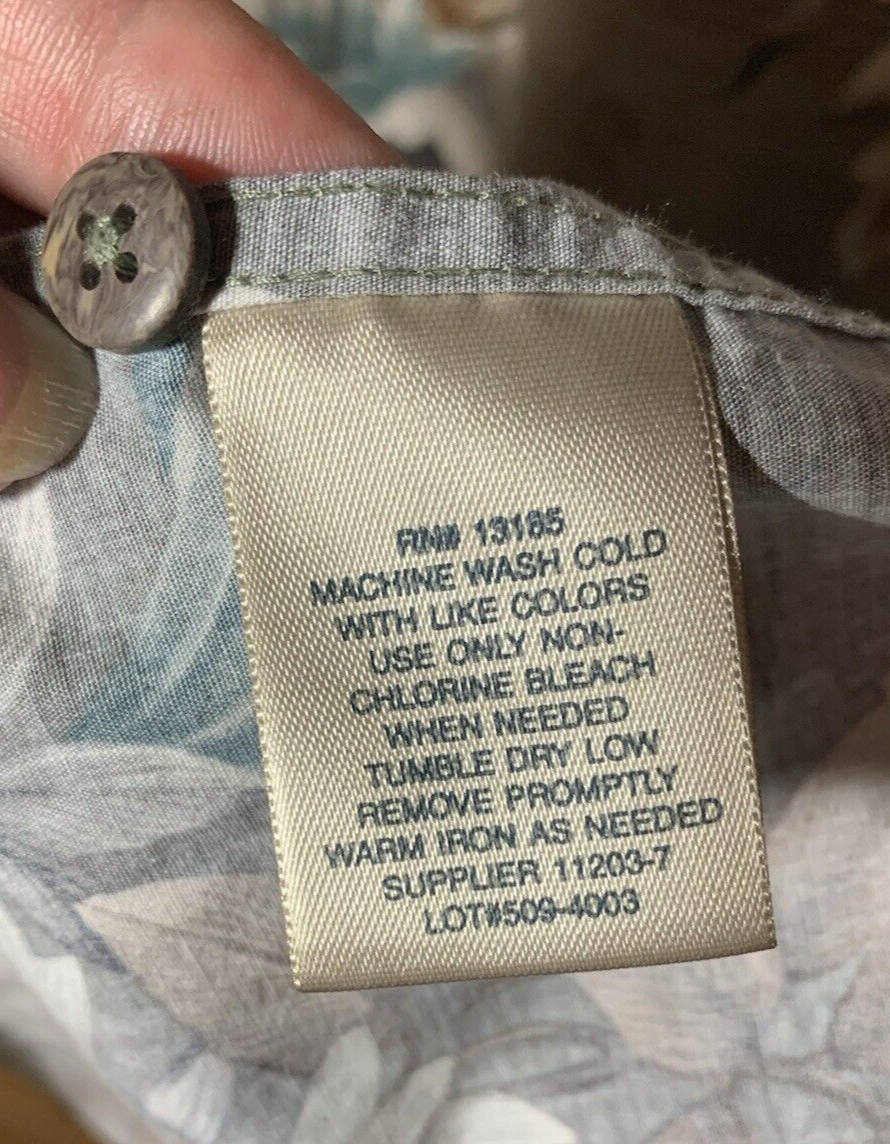 RN# 13185
MACHINE WASH COLD
WITH LIKE COLORS
USE ONLY NON-
CHLORINE BLEACH
WHEN NEEDED
TUMBLE DRY LOW
REMOVE PROMPTLY
WARM IRON AS NEEDED
SUPPLIER 11203-7
LOT#509-4003